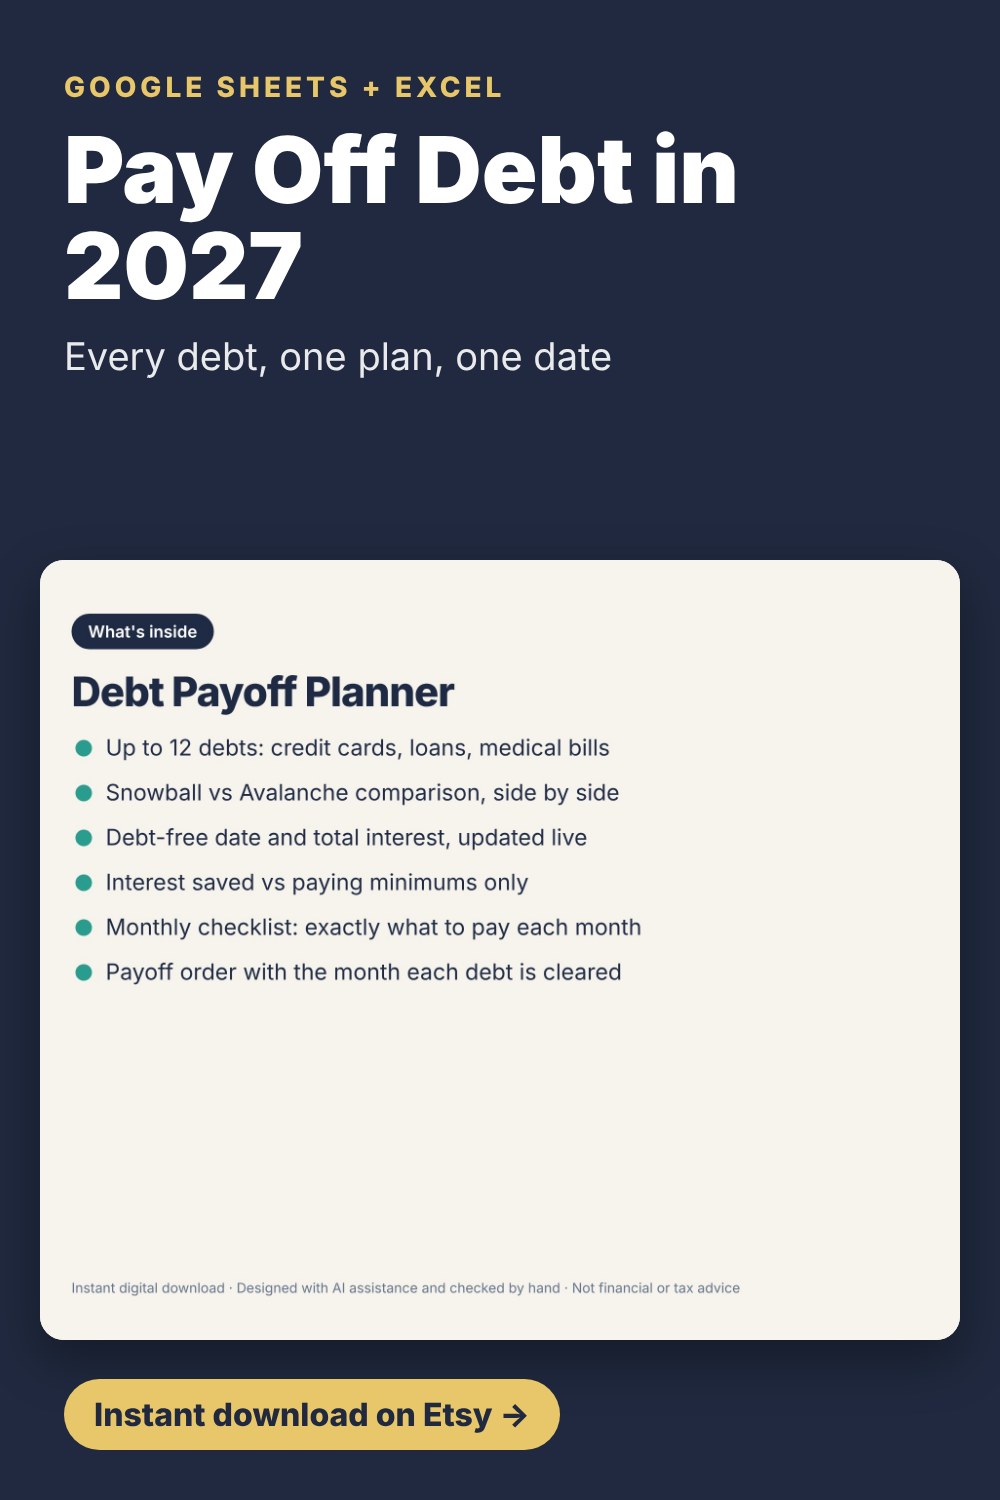 GOOGLE SHEETS + EXCEL
Pay Off Debt in
2027
Every debt, one plan, one date
What's inside
Debt Payoff Planner
Up to 12 debts: credit cards, loans, medical bills
Snowball vs Avalanche comparison, side by side
Debt-free date and total interest, updated live
Interest saved vs paying minimums only
Monthly checklist: exactly what to pay each month
Payoff order with the month each debt is cleared
Instant digital download · Designed with AI assistance and checked by hand · Not financial or tax advice
Instant download on Etsy →